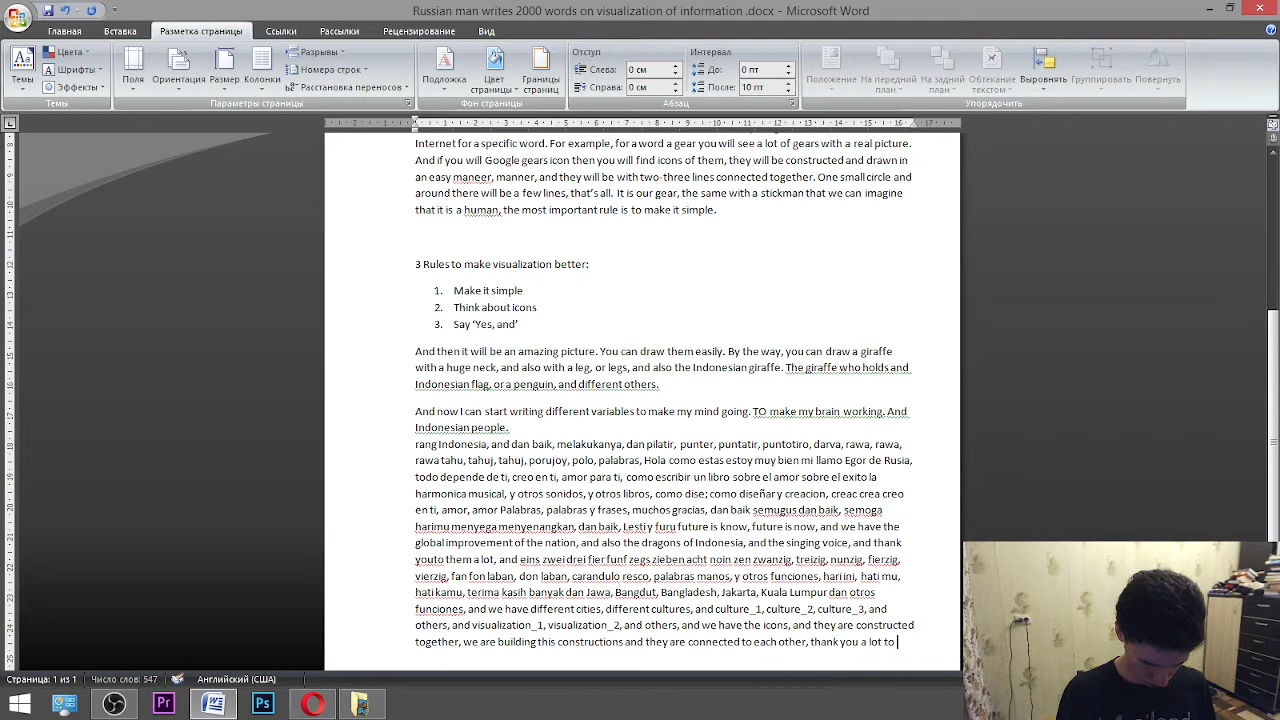 Russian man writes 2000 words on visualization of information .docx - Microsoft Word
Главная Вставка Разметка страницы Ссылки Рассылки Рецензирование Вид
Темы
Цвета
Шрифты
Эффекты
Темы
Поля Ориентация Размер Колонки
Разрывы
Номера строк
Расстановка переносов
Параметры страницы
Подложка Цвет страницы Границы страниц
Фон страницы
Отступ
Слева: 0 см
Справа: 0 см
Интервал
До: 0 пт
После: 10 пт
Абзац
Положение На передний план На задний план Обтекание текстом Выровнять Группировать Повернуть
Упорядочить
Internet for a specific word. For example, for a word a gear you will see a lot of gears with a real picture.
And if you will Google gears icon then you will find icons of them, they will be constructed and drawn in
an easy maneer, manner, and they will be with two-three lines connected together. One small circle and
around there will be a few lines, that's all. It is our gear, the same with a stickman that we can imagine
that it is a human, the most important rule is to make it simple.
3 Rules to make visualization better:
1. Make it simple
2. Think about icons
3. Say ‘Yes, and’
And then it will be an amazing picture. You can draw them easily. By the way, you can draw a giraffe
with a huge neck, and also with a leg, or legs, and also the Indonesian giraffe. The giraffe who holds and
Indonesian flag, or a penguin, and different others.
And now I can start writing different variables to make my mind going. TO make my brain working. And
Indonesian people.
rang Indonesia, and dan baik, melakukanya, dan pilatir, punter, puntatir, puntotiro, darva, rawa, rawa,
rawa tahu, tahuj, tahuj, porujoy, polo, palabras, Hola como estas estoy muy bien mi llamo Egor de Rusia,
todo depende de ti, creo en ti, amor para ti, como escribir un libro sobre el amor sobre el exito la
harmonica musical, y otros sonidos, y otros libros, como dise; como diseñar y creacion, creac crea creo
en ti, amor, amor Palabras, palabras y frases, muchos gracias, dan baik semugus dan baik, semoga
harimu menyega menyenangkan, dan baik, Lesti y furu future is know, future is now, and we have the
global improvement of the nation, and also the dragons of Indonesia, and the singing voice, and thank
youto them a lot, and eins zwei drei fier funf zegs zieben acht noin zen zwanzig, treizig, nunzig, fierzig,
vierzig, fan fon laban, don laban, carandulo resco, palabras manos, y otros funciones, hari ini, hati mu,
hati kamu, terima kasih banyak dan Jawa, Bangdut, Bangladesh, Jakarta, Kuala Lumpur dan otros
funciones, and we have different cities, different cultures, and culture_1, culture_2, culture_3, and
others, and visualization_1, visualization_2, and others, and we have the icons, and they are constructed
together, we are building this constructions and they are connected to each other, thank you a lot to
Страница: 1 из 1 Число слов: 547 Английский (США)